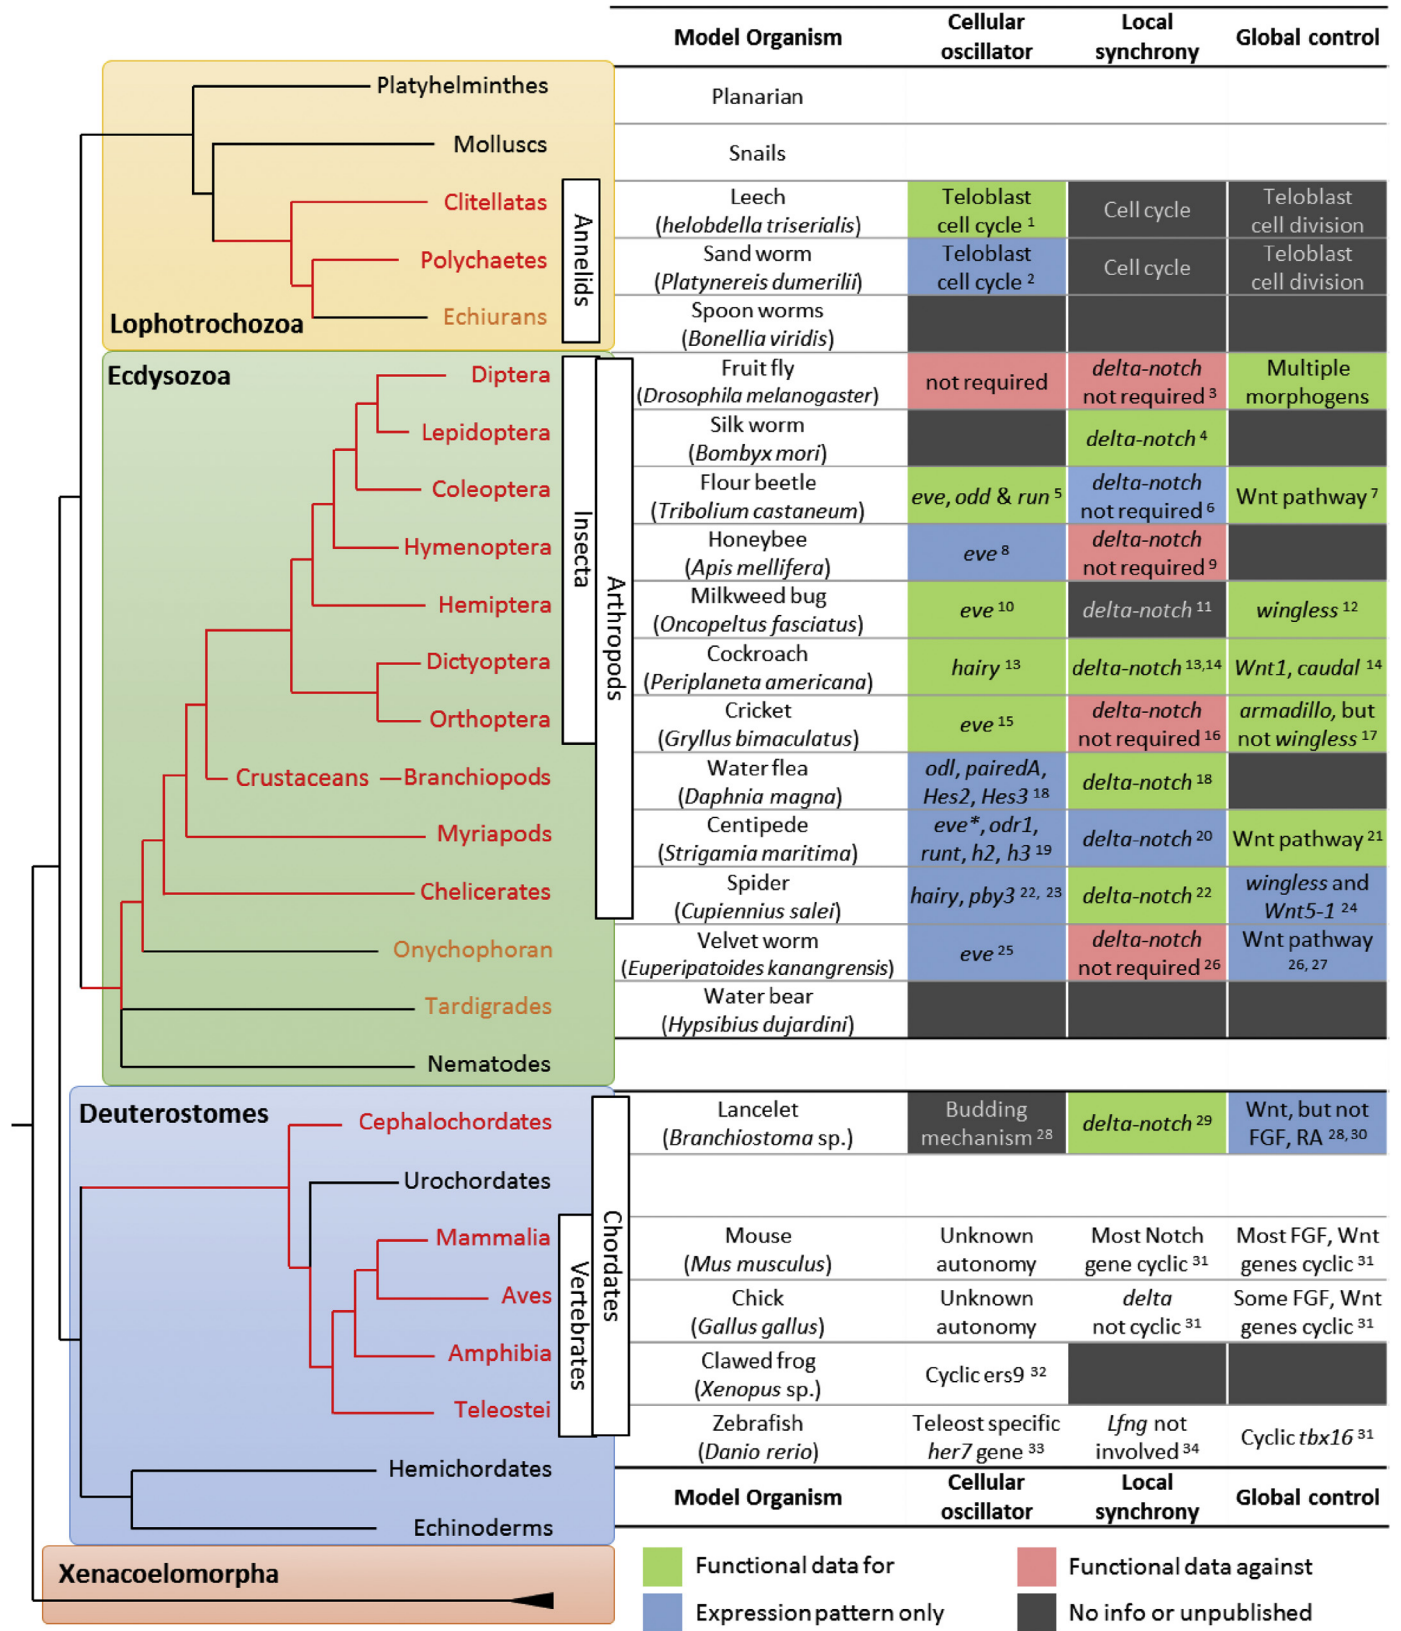 Model Organism
Cellular
oscillator
Local
synchrony
Global control
Platyhelminthes
Planarian
Molluscs
Snails
Clitellatas
Leech
(helobdella triserialis)
Teloblast
cell cycle 1
Cell cycle
Teloblast
cell division
Polychaetes
Sand worm
(Platynereis dumerilii)
Teloblast
cell cycle 2
Cell cycle
Teloblast
cell division
Echiurans
Spoon worms
(Bonellia viridis)
Annelids
Lophotrochozoa
Ecdysozoa
Diptera
Fruit fly
(Drosophila melanogaster)
not required
delta-notch
not required 3
Multiple
morphogens
Lepidoptera
Silk worm
(Bombyx mori)
delta-notch 4
Coleoptera
Flour beetle
(Tribolium castaneum)
eve, odd & run 5
delta-notch
not required 6
Wnt pathway 7
Hymenoptera
Honeybee
(Apis mellifera)
eve 8
delta-notch
not required 9
Insecta
Arthropods
Hemiptera
Milkweed bug
(Oncopeltus fasciatus)
eve 10
delta-notch 11
wingless 12
Dictyoptera
Cockroach
(Periplaneta americana)
hairy 13
delta-notch 13,14
Wnt1, caudal 14
Orthoptera
Cricket
(Gryllus bimaculatus)
eve 15
delta-notch
not required 16
armadillo, but
not wingless 17
Crustaceans
Branchiopods
Water flea
(Daphnia magna)
odl, pairedA,
Hes2, Hes3 18
delta-notch 18
Myriapods
Centipede
(Strigamia maritima)
eve*, odr1,
runt, h2, h3 19
delta-notch 20
Wnt pathway 21
Chelicerates
Spider
(Cupiennius salei)
hairy, pby3 22, 23
delta-notch 22
wingless and
Wnt5-1 24
Onychophoran
Velvet worm
(Euperipatoides kanangrensis)
eve 25
delta-notch
not required 26
Wnt pathway
26, 27
Tardigrades
Water bear
(Hypsibius dujardini)
Nematodes
Deuterostomes
Cephalochordates
Lancelet
(Branchiostoma sp.)
Budding
mechanism 28
delta-notch 29
Wnt, but not
FGF, RA 28, 30
Urochordates
Chordates
Vertebrates
Mammalia
Mouse
(Mus musculus)
Unknown
autonomy
Most Notch
gene cyclic 31
Most FGF, Wnt
genes cyclic 31
Aves
Chick
(Gallus gallus)
Unknown
autonomy
delta
not cyclic 31
Some FGF, Wnt
genes cyclic 31
Amphibia
Clawed frog
(Xenopus sp.)
Cyclic ers9 32
Teleostei
Zebrafish
(Danio rerio)
Teleost specific
her7 gene 33
Lfng not
involved 34
Cyclic tbx16 31
Hemichordates
Echinoderms
Model Organism
Cellular
oscillator
Local
synchrony
Global control
Xenacoelomorpha
Functional data for
Functional data against
Expression pattern only
No info or unpublished